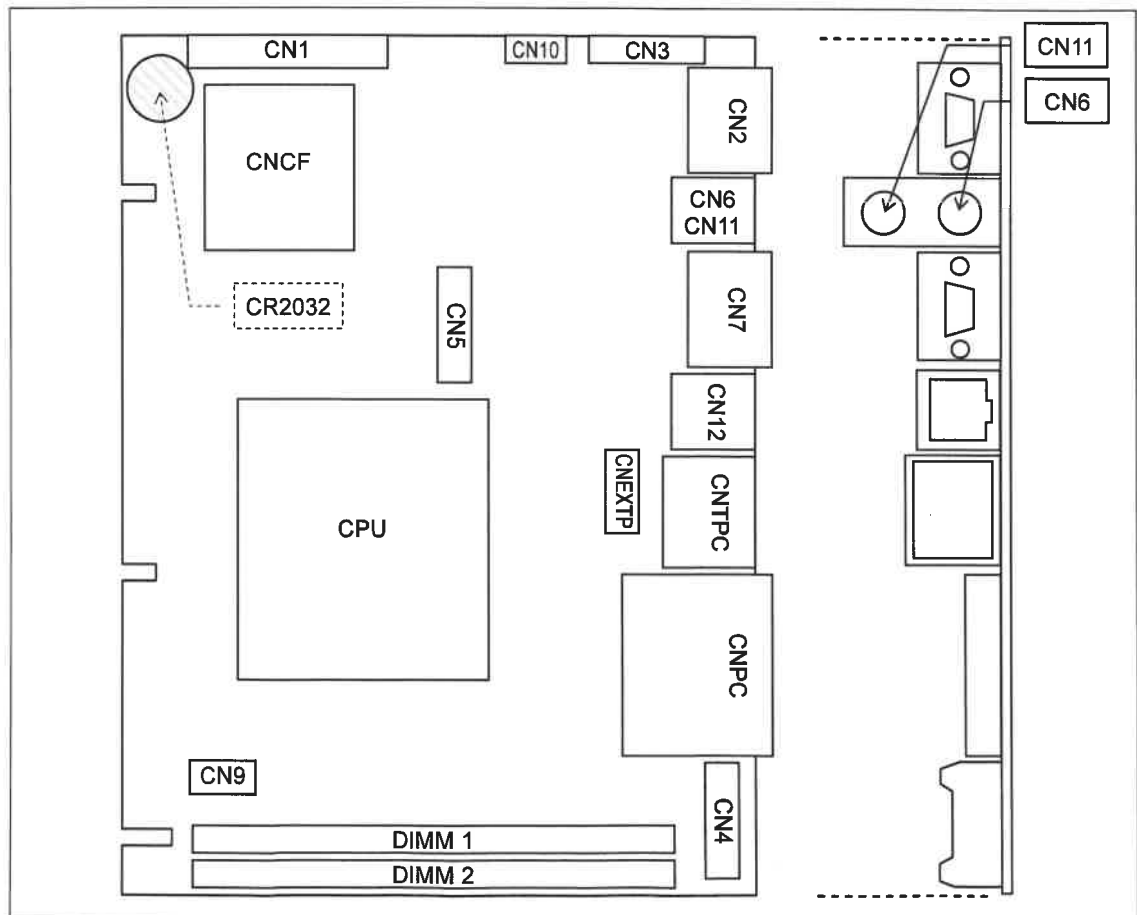 CN1
CN10
CN3
CN11
CN6
CN2
CNCF
CN6
CN11
CR2032
CN5
CN7
CN12
CNEXTP
CNTPC
CPU
CNPC
CN9
CN4
DIMM 1
DIMM 2